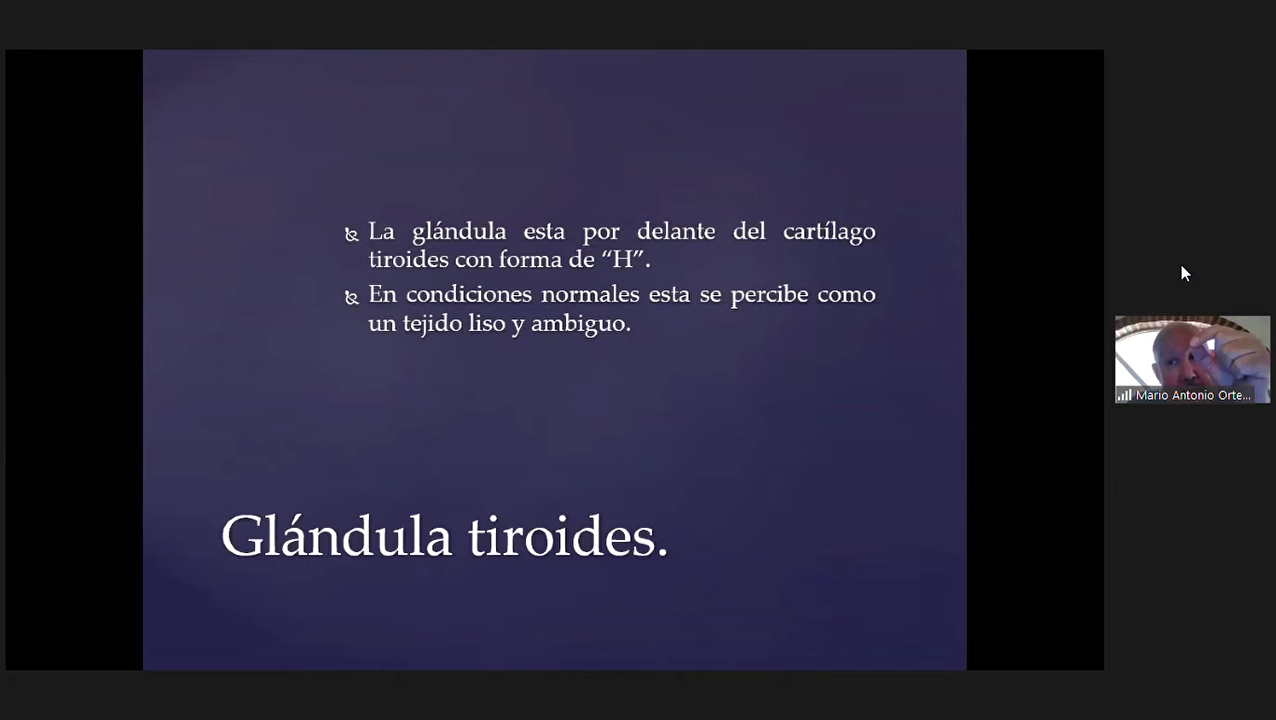 La glándula esta por delante del cartílago
tiroides con forma de “H”.
En condiciones normales esta se percibe como
un tejido liso y ambiguo.
Glándula tiroides.
Mario Antonio Orte...